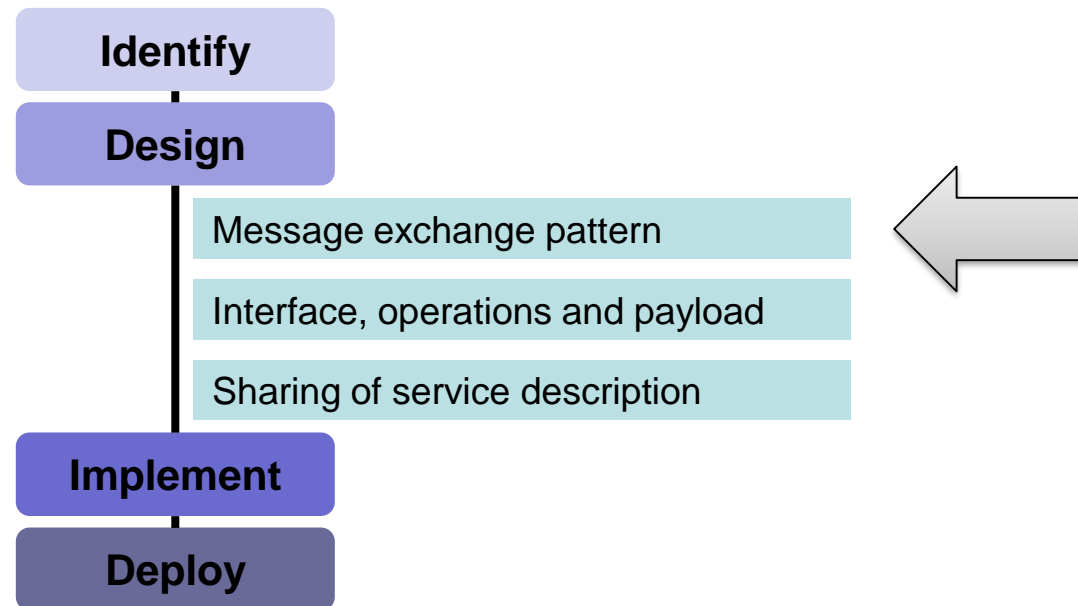 Identify
Design
Message exchange pattern
Interface, operations and payload
Sharing of service description
Implement
Deploy